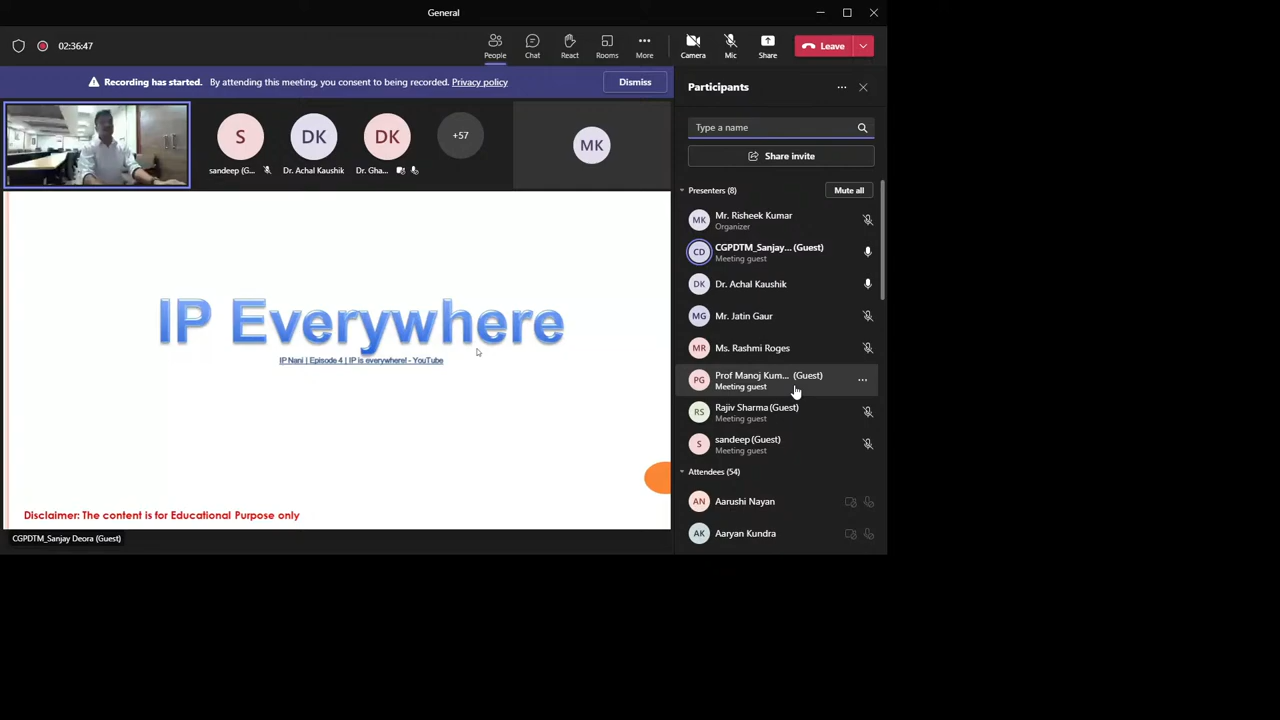 General
02:36:47
People
Chat
React
Rooms
More
Camera
Mic
Share
Leave
Recording has started. By attending this meeting, you consent to being recorded. Privacy policy
Dismiss
S
sandeep (G...
DK
Dr. Achal Kaushik
DK
Dr. Gha...
+57
MK
IP Everywhere
IP Nani | Episode 4 | IP is everywhere! - YouTube
Disclaimer: The content is for Educational Purpose only
CGPDTM_Sanjay Deora (Guest)
Participants
Type a name
Share invite
Presenters (8)
Mute all
MK
Mr. Risheek Kumar
Organizer
CD
CGPDTM_Sanjay... (Guest)
Meeting guest
DK
Dr. Achal Kaushik
MG
Mr. Jatin Gaur
MR
Ms. Rashmi Roges
PG
Prof Manoj Kum... (Guest)
Meeting guest
RS
Rajiv Sharma (Guest)
Meeting guest
S
sandeep (Guest)
Meeting guest
Attendees (54)
AN
Aarushi Nayan
AK
Aaryan Kundra